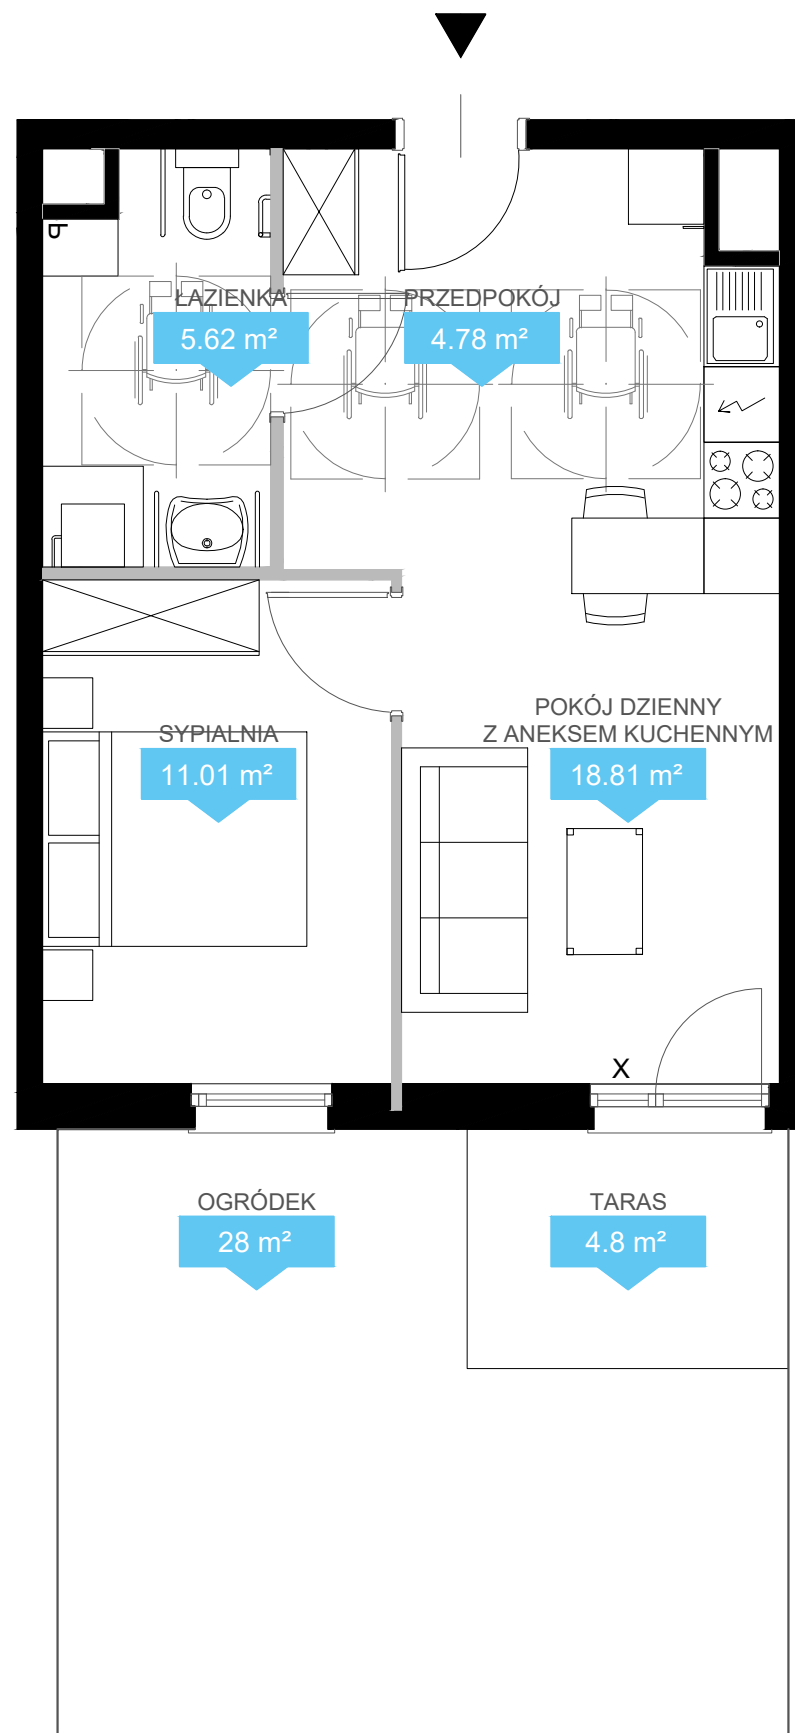 ŁAZIENKA
5.62 m²
PRZEDPOKÓJ
4.78 m²
SYPIALNIA
11.01 m²
POKÓJ DZIENNY
Z ANEKSEM KUCHENNYM
18.81 m²
X
OGRÓDEK
28 m²
TARAS
4.8 m²